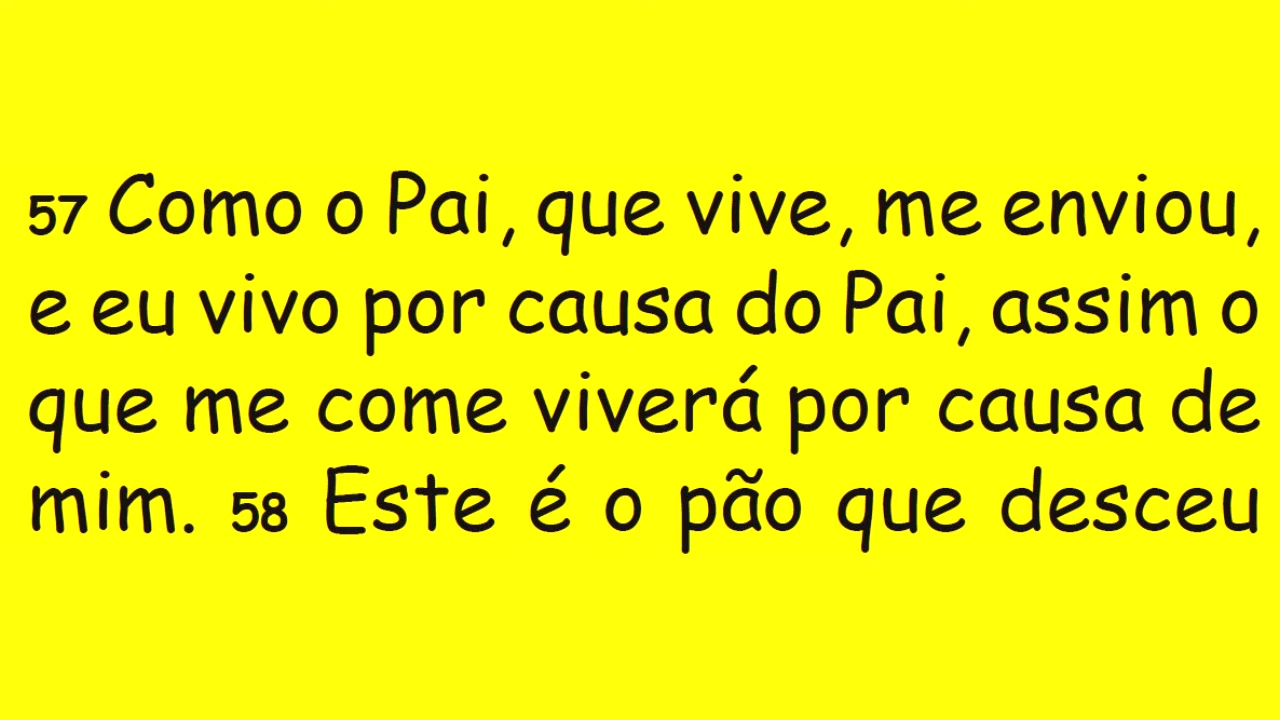 57 Como o Pai, que vive, me enviou,
e eu vivo por causa do Pai, assim o
que me come viverá por causa de
mim. 58 Este é o pão que desceu